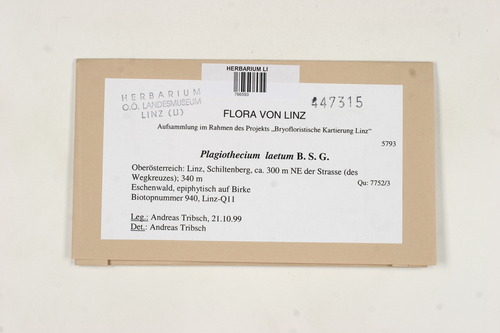 HERBARIUM LI
HERBARIUM
O.Ö. LANDESMUSEUM
LINZ (LI)
447315
FLORA VON LINZ
Aufsammlung im Rahmen des Projekts „Bryofloristische Kartierung Linz"
5793
Plagiothecium laetum B. S. G.
Oberösterreich: Linz, Schiltenberg, ca. 300 m NE der Strasse (des
Wegkreuzes); 340 m
Qu: 7752/3
Eschenwald, epiphytisch auf Birke
Biotopnummer 940, Linz-Q11
Leg.: Andreas Tribsch, 21.10.99
Det.: Andreas Tribsch